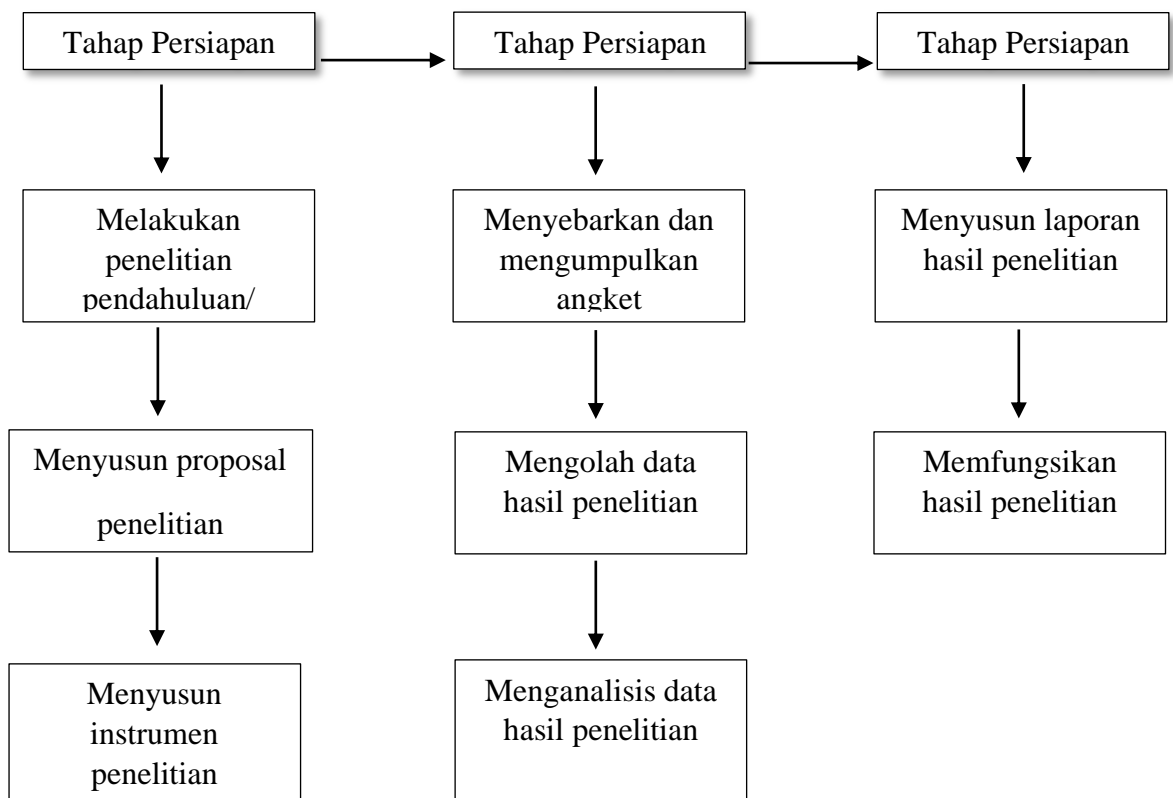 Tahap Persiapan
Tahap Persiapan
Tahap Persiapan
Melakukan
penelitian
pendahuluan/
Menyebarkan dan
mengumpulkan
angket
Menyusun laporan
hasil penelitian
Menyusun proposal
penelitian
Mengolah data
hasil penelitian
Memfungsikan
hasil penelitian
Menyusun
instrumen
penelitian
Menganalisis data
hasil penelitian